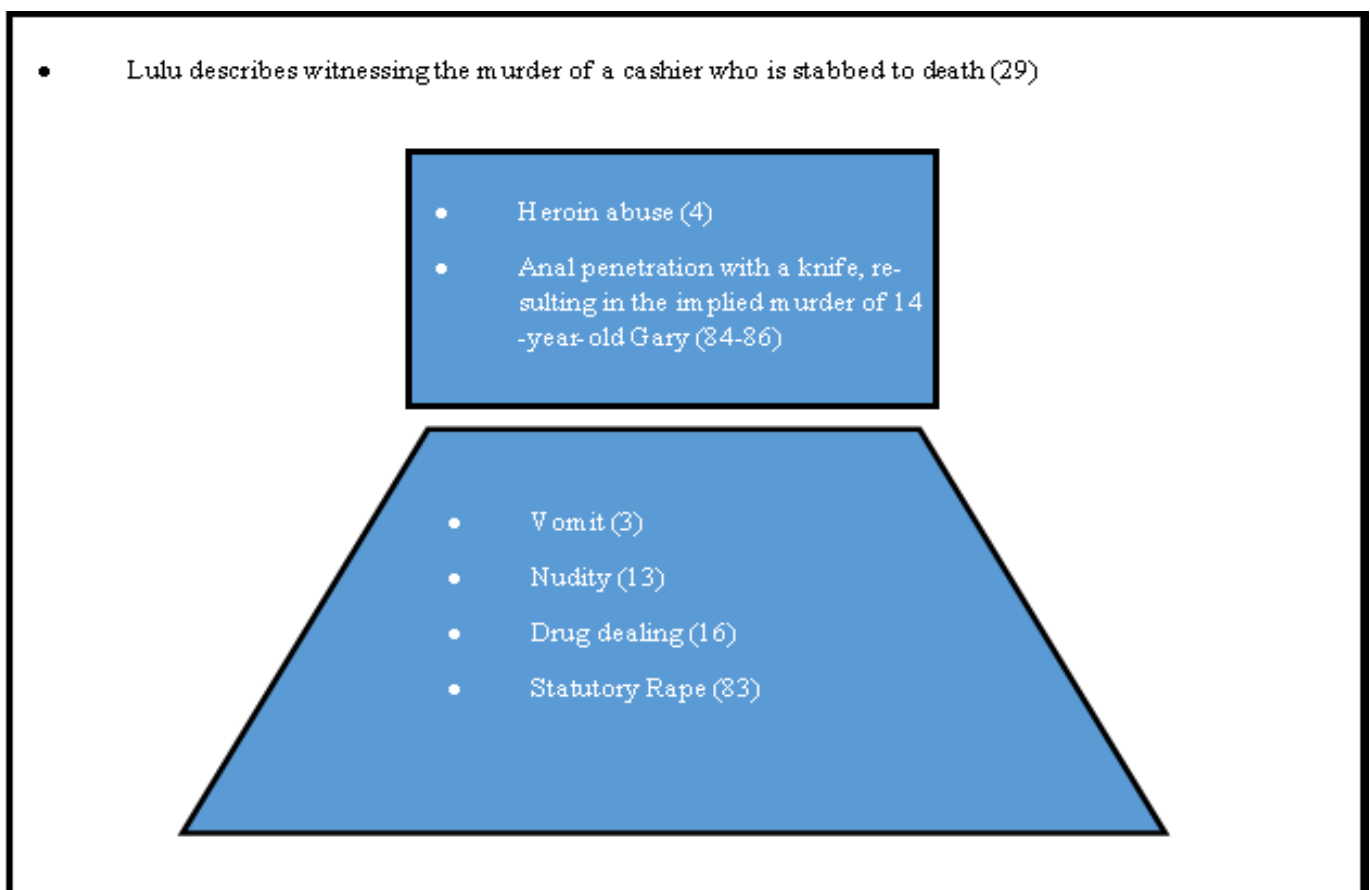 • Lulu describes witnessing the murder of a cashier who is stabbed to death (29)
• Heroin abuse (4)
• Anal penetration with a knife, re-
sulting in the implied murder of 14
-year-old Gary (84-86)
• Vomit (3)
• Nudity (13)
• Drug dealing (16)
• Statutory Rape (83)